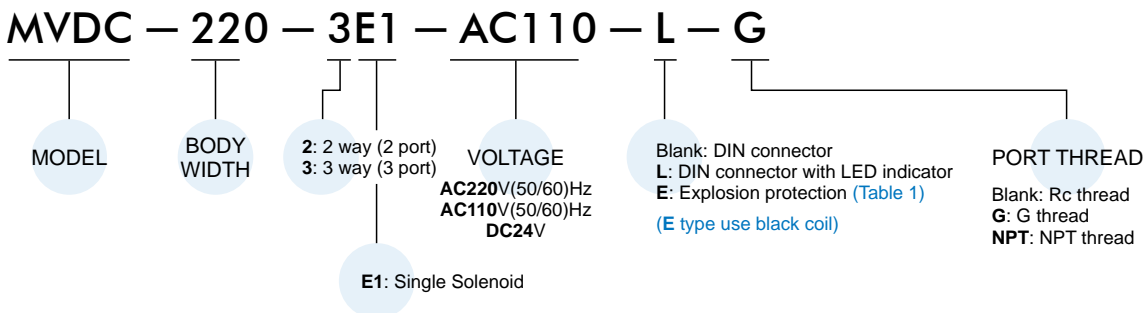 MVDC — 220 — 3E1 — AC110 — L — G
MODEL
BODY
WIDTH
2: 2 way (2 port)
3: 3 way (3 port)
E1: Single Solenoid
VOLTAGE
AC220V(50/60)Hz
AC110V(50/60)Hz
DC24V
Blank: DIN connector
L: DIN connector with LED indicator
E: Explosion protection (Table 1)
(E type use black coil)
PORT THREAD
Blank: Rc thread
G: G thread
NPT: NPT thread